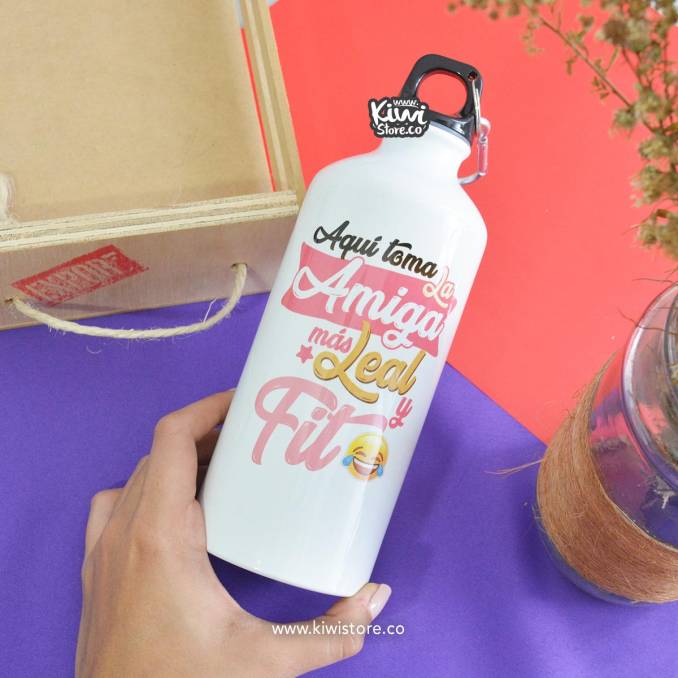 www.
Kiwi
Store.co
Aquí toma La
Amiga
más Leal y
Fit
www.kiwistore.co